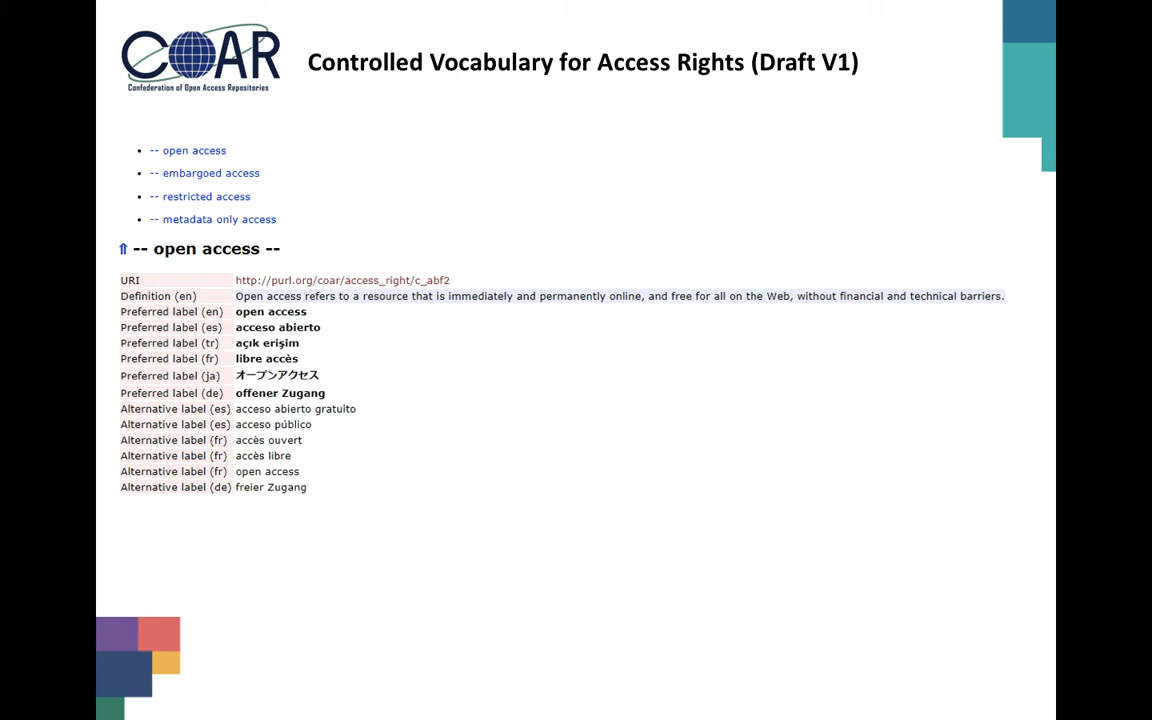 COAR
Confederation of Open Access Repositories
Controlled Vocabulary for Access Rights (Draft V1)
• -- open access
• -- embargoed access
• -- restricted access
• -- metadata only access
⇑ -- open access --
URI http://purl.org/coar/access_right/c_abf2
Definition (en) Open access refers to a resource that is immediately and permanently online, and free for all on the Web, without financial and technical barriers.
Preferred label (en) open access
Preferred label (es) acceso abierto
Preferred label (tr) açık erişim
Preferred label (fr) libre accès
Preferred label (ja) オープンアクセス
Preferred label (de) offener Zugang
Alternative label (es) acceso abierto gratuito
Alternative label (es) acceso público
Alternative label (fr) accès ouvert
Alternative label (fr) accès libre
Alternative label (fr) open access
Alternative label (de) freier Zugang